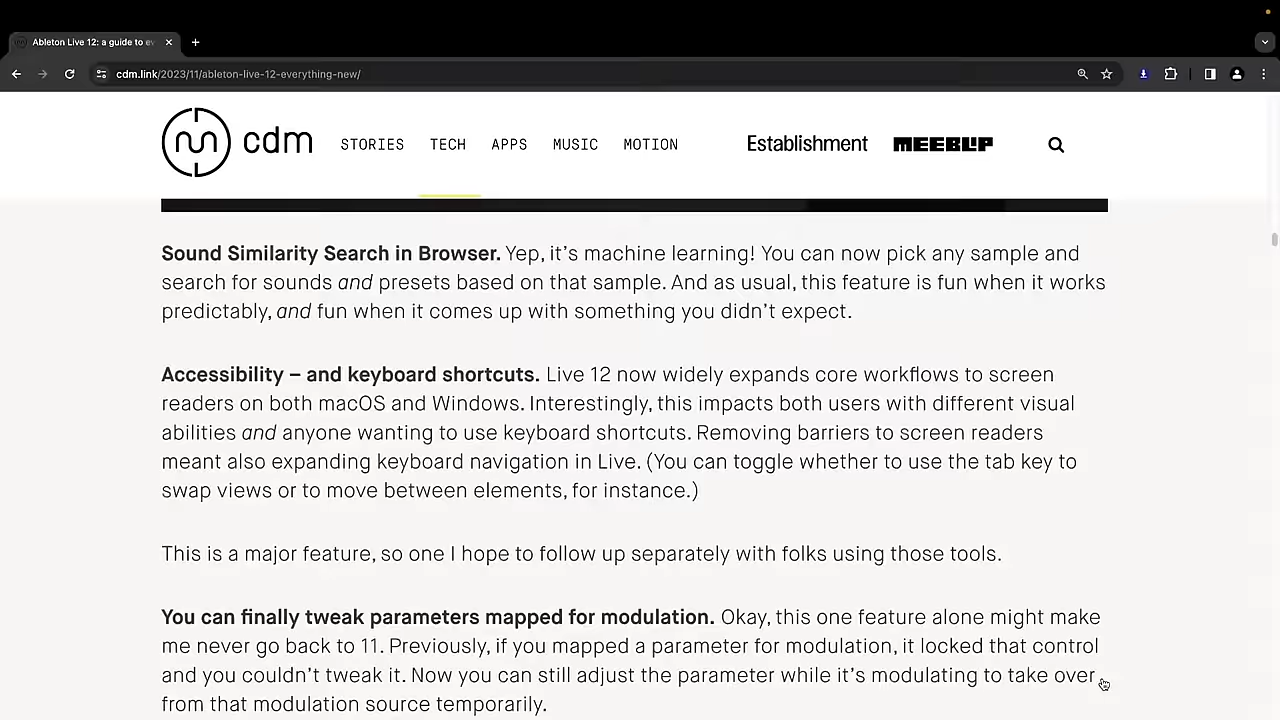 Ableton Live 12: a guide to ev
cdm.link/2023/11/ableton-live-12-everything-new/
cdm STORIES TECH APPS MUSIC MOTION Establishment MEEBLIP
Sound Similarity Search in Browser. Yep, it’s machine learning! You can now pick any sample and
search for sounds and presets based on that sample. And as usual, this feature is fun when it works
predictably, and fun when it comes up with something you didn’t expect.
Accessibility – and keyboard shortcuts. Live 12 now widely expands core workflows to screen
readers on both macOS and Windows. Interestingly, this impacts both users with different visual
abilities and anyone wanting to use keyboard shortcuts. Removing barriers to screen readers
meant also expanding keyboard navigation in Live. (You can toggle whether to use the tab key to
swap views or to move between elements, for instance.)
This is a major feature, so one I hope to follow up separately with folks using those tools.
You can finally tweak parameters mapped for modulation. Okay, this one feature alone might make
me never go back to 11. Previously, if you mapped a parameter for modulation, it locked that control
and you couldn’t tweak it. Now you can still adjust the parameter while it’s modulating to take over
from that modulation source temporarily.